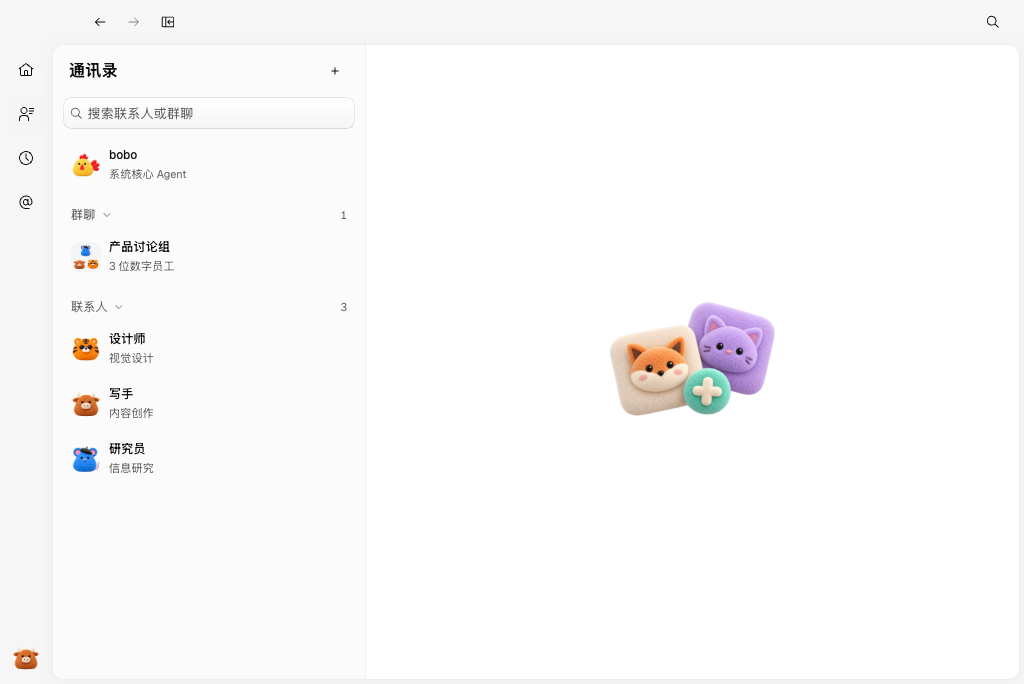 通讯录
搜索联系人或群聊
bobo
系统核心 Agent
群聊 1
产品讨论组
3 位数字员工
联系人 3
设计师
视觉设计
写手
内容创作
研究员
信息研究